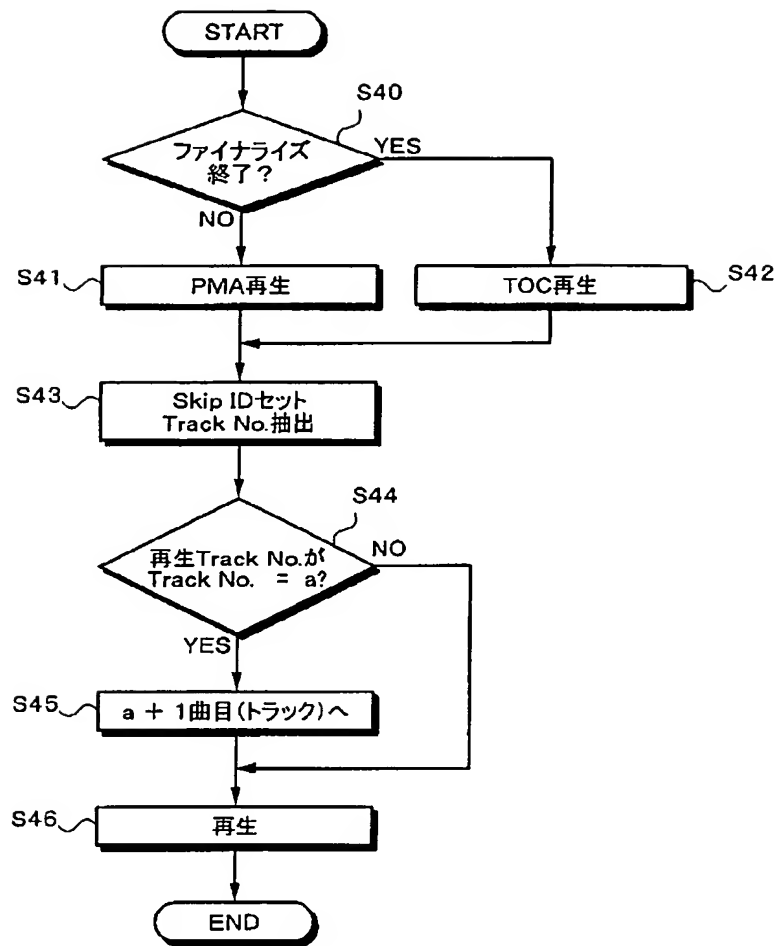 START
S40
ファイナライズ
終了?
YES
NO
S41
PMA再生
TOC再生
S42
S43
Skip IDセット
Track No.抽出
S44
再生Track No.が
Track No. = a?
NO
YES
S45
a + 1曲目(トラック)へ
S46
再生
END